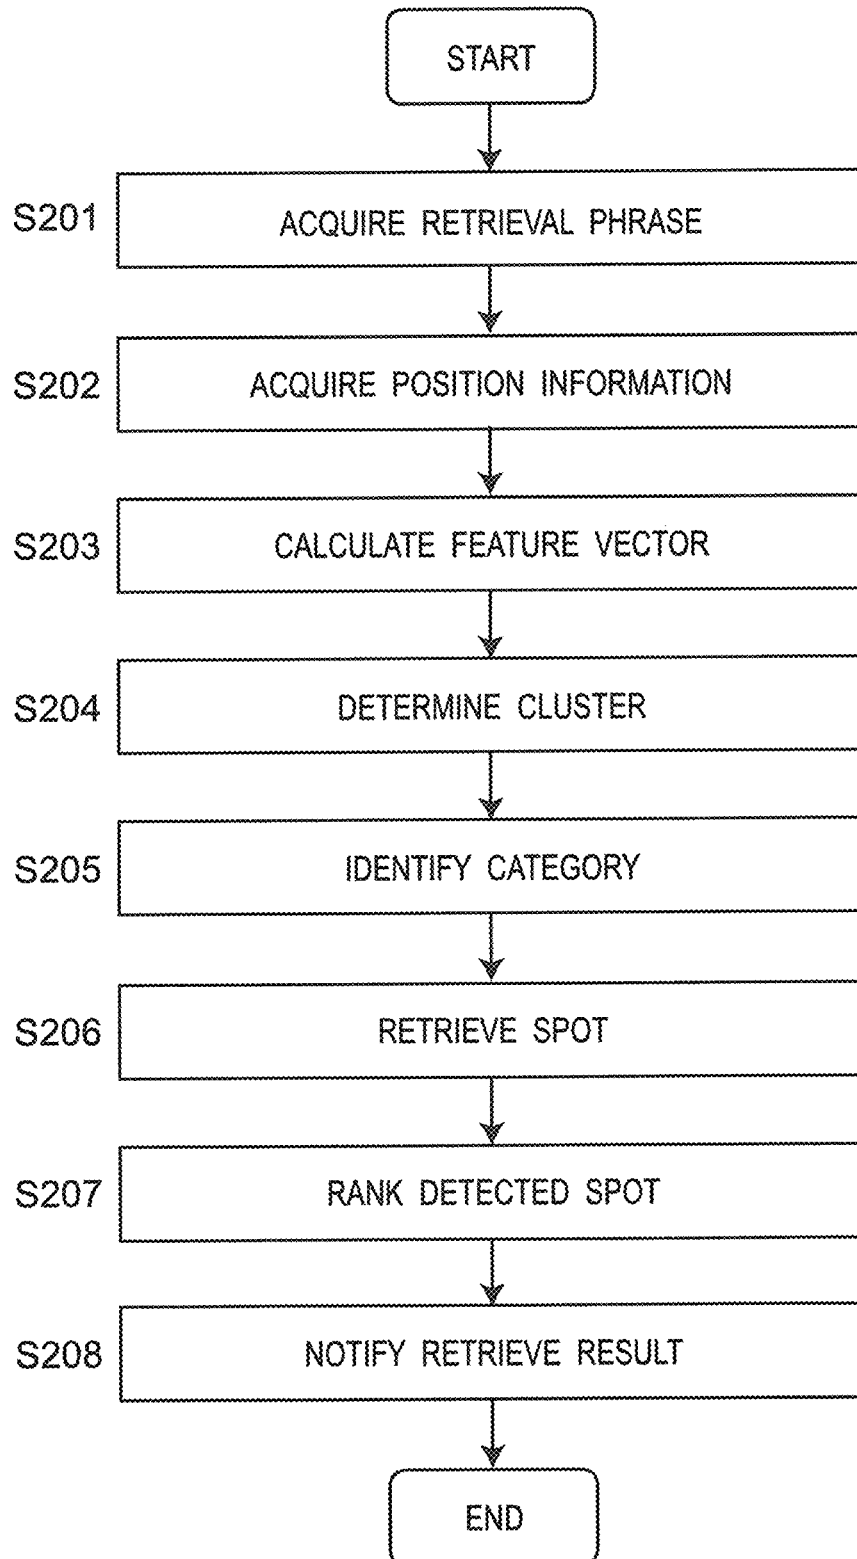 START
S201 ACQUIRE RETRIEVAL PHRASE
S202 ACQUIRE POSITION INFORMATION
S203 CALCULATE FEATURE VECTOR
S204 DETERMINE CLUSTER
S205 IDENTIFY CATEGORY
S206 RETRIEVE SPOT
S207 RANK DETECTED SPOT
S208 NOTIFY RETRIEVE RESULT
END